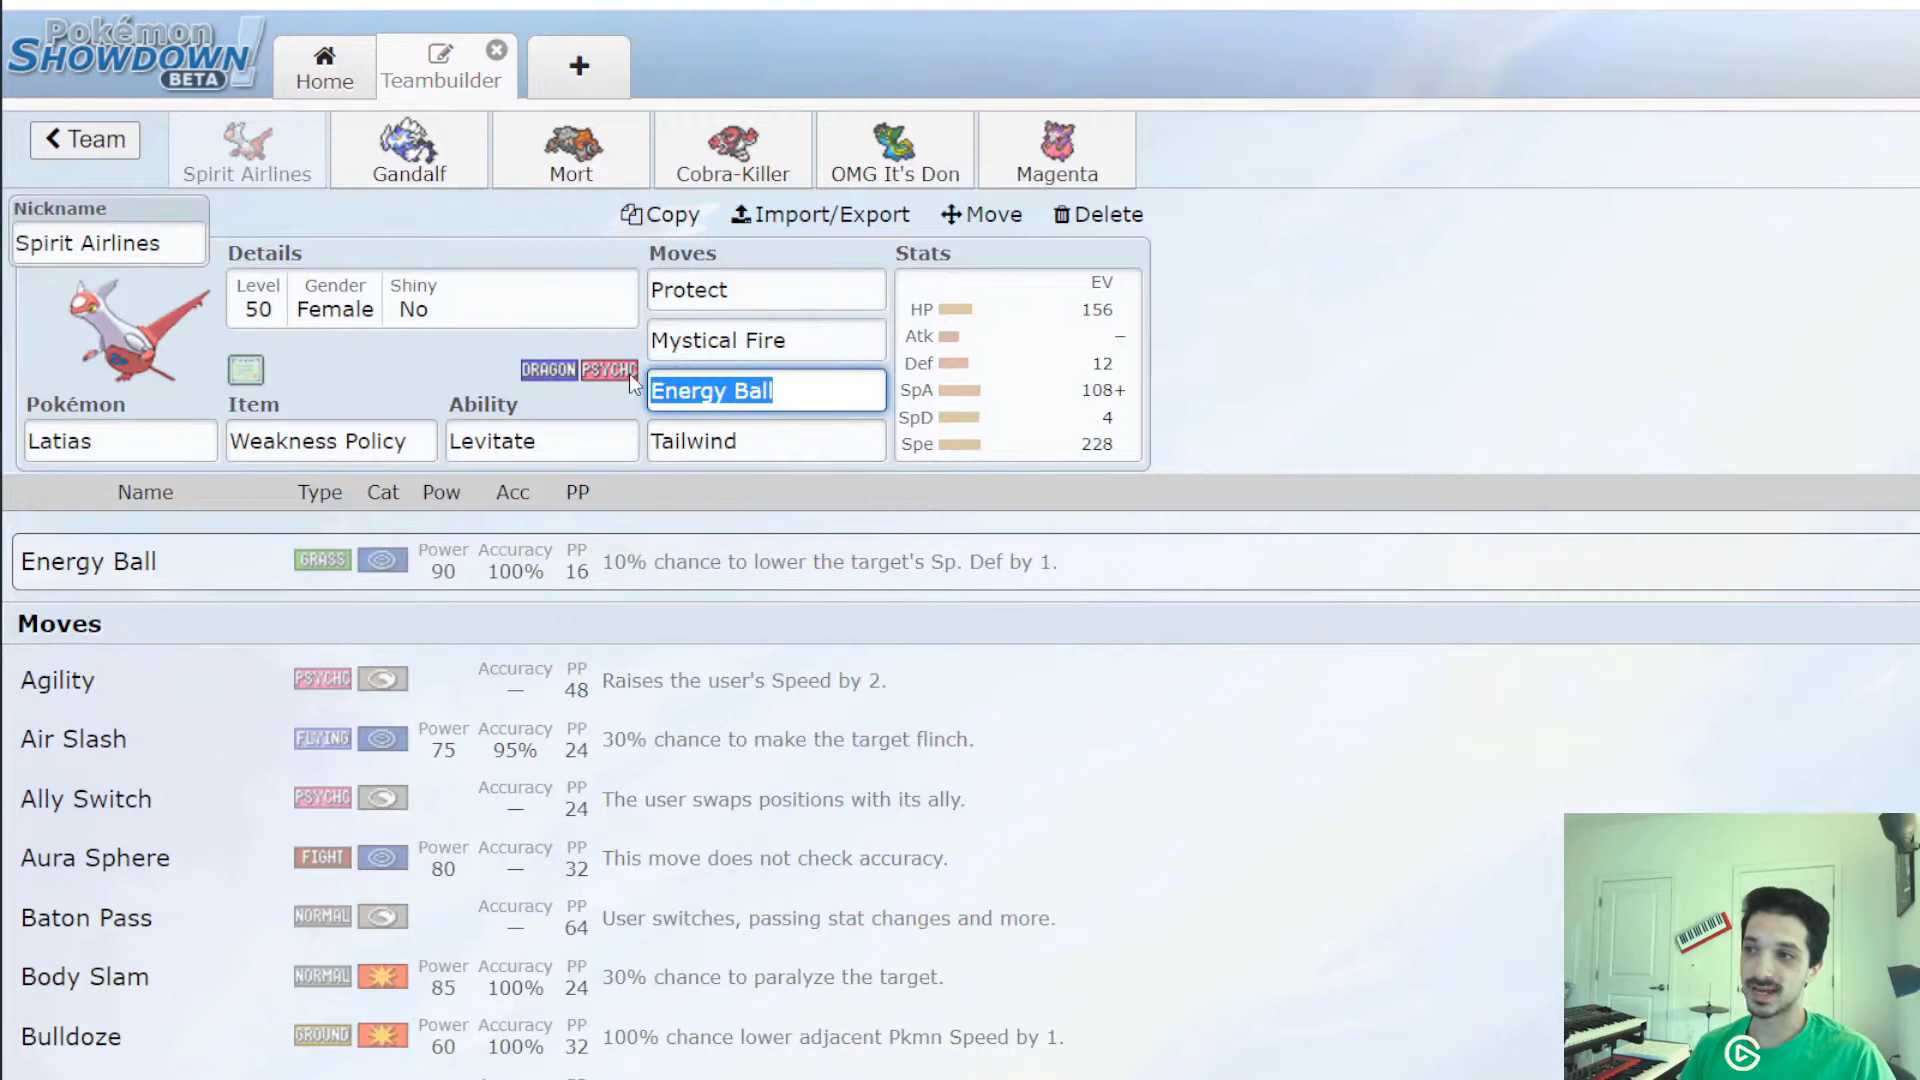 Pokémon
SHOWDOWN!
BETA
Home
Teambuilder
+
Team
Spirit Airlines
Gandalf
Mort
Cobra-Killer
OMG It's Don
Magenta
Nickname
Spirit Airlines
Copy
Import/Export
Move
Delete
Details
Level Gender Shiny
50 Female No
DRAGON PSYCHC
Pokémon Item Ability
Latias Weakness Policy Levitate
Moves
Protect
Mystical Fire
Energy Ball
Tailwind
Stats
EV
HP 156
Atk –
Def 12
SpA 108+
SpD 4
Spe 228
Name Type Cat Pow Acc PP
Energy Ball GRASS Power 90 Accuracy 100% PP 16 10% chance to lower the target's Sp. Def by 1.
Moves
Agility PSYCHC Accuracy — PP 48 Raises the user's Speed by 2.
Air Slash FLYING Power 75 Accuracy 95% PP 24 30% chance to make the target flinch.
Ally Switch PSYCHC Accuracy — PP 24 The user swaps positions with its ally.
Aura Sphere FIGHT Power 80 Accuracy — PP 32 This move does not check accuracy.
Baton Pass NORMAL Accuracy — PP 64 User switches, passing stat changes and more.
Body Slam NORMAL Power 85 Accuracy 100% PP 24 30% chance to paralyze the target.
Bulldoze GROUND Power 60 Accuracy 100% PP 32 100% chance lower adjacent Pkmn Speed by 1.